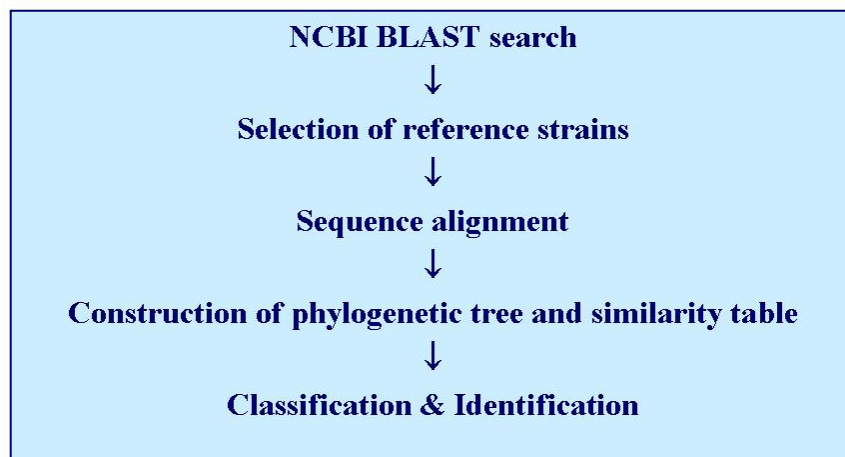 NCBI BLAST search
↓
Selection of reference strains
↓
Sequence alignment
↓
Construction of phylogenetic tree and similarity table
↓
Classification & Identification